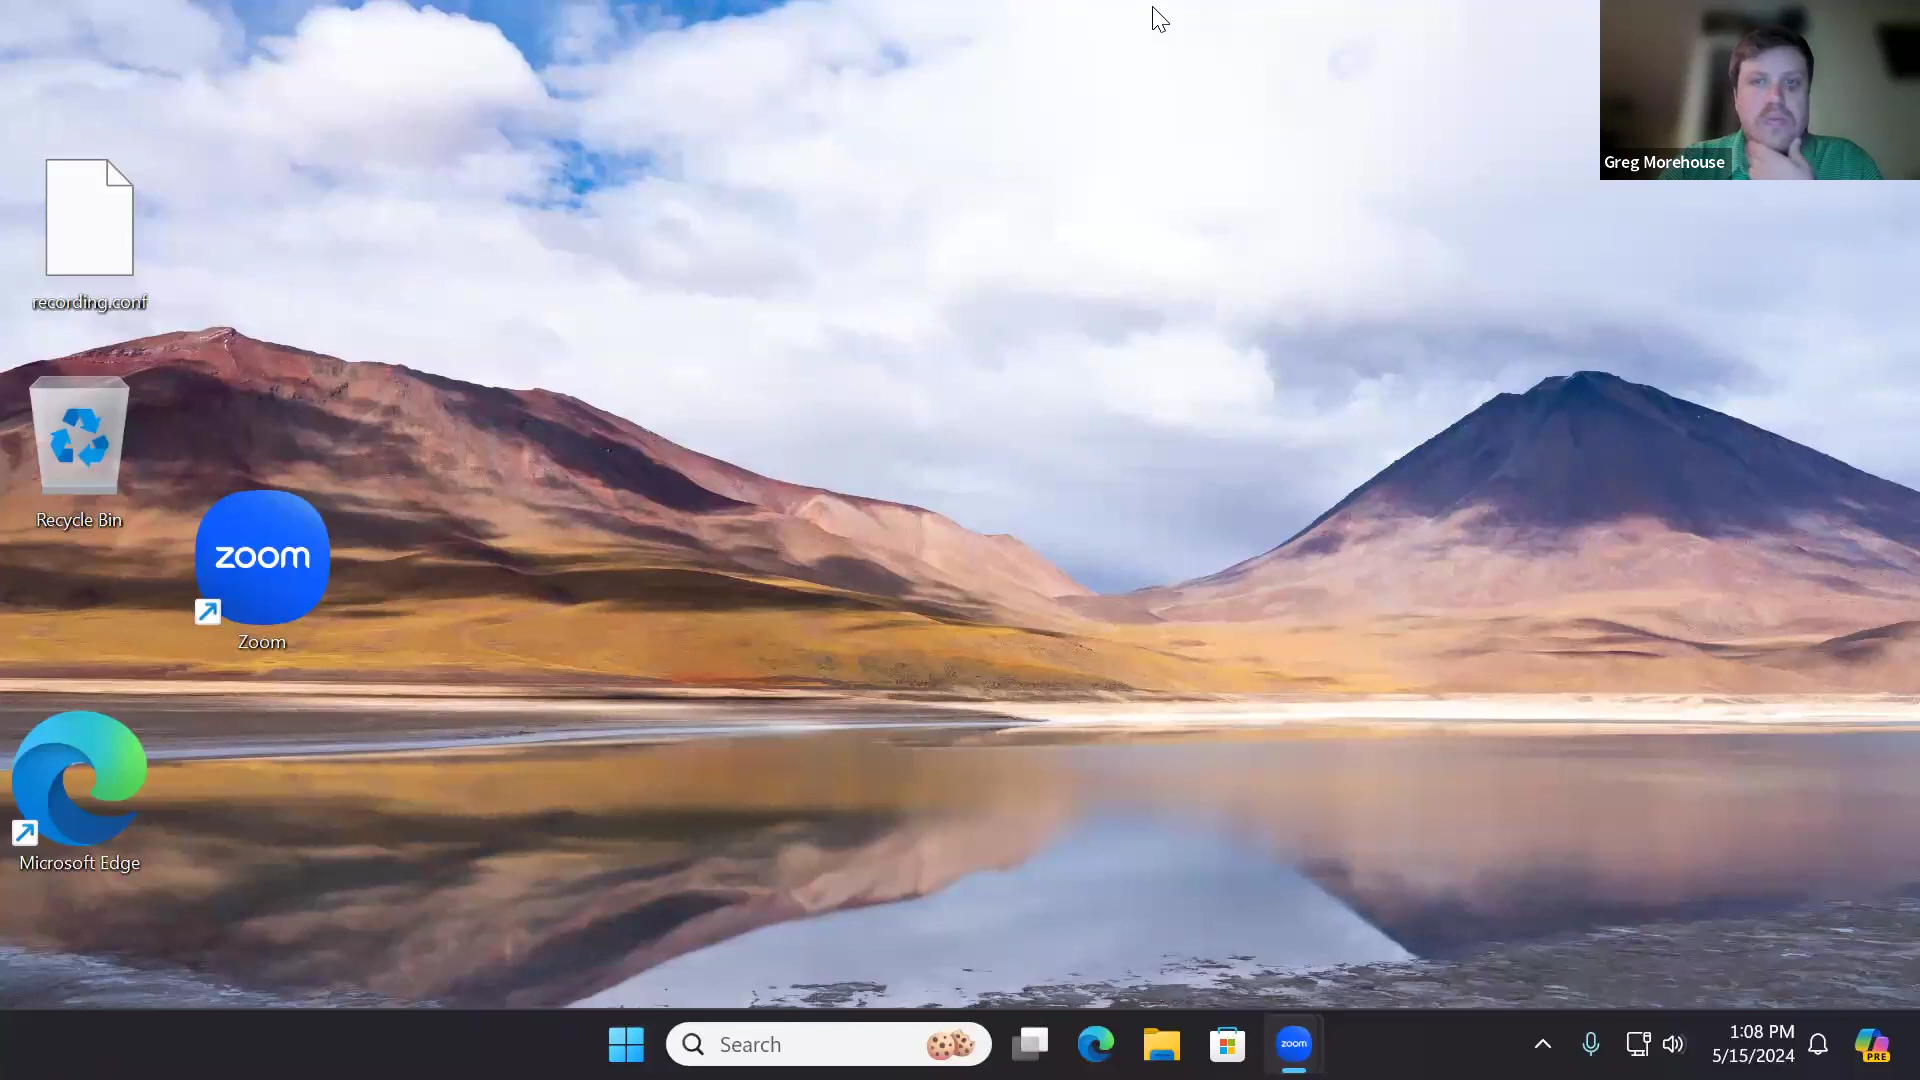 Greg Morehouse
recording.conf
Recycle Bin
zoom
Zoom
Microsoft Edge
Search
zoom
1:08 PM
5/15/2024
PRE